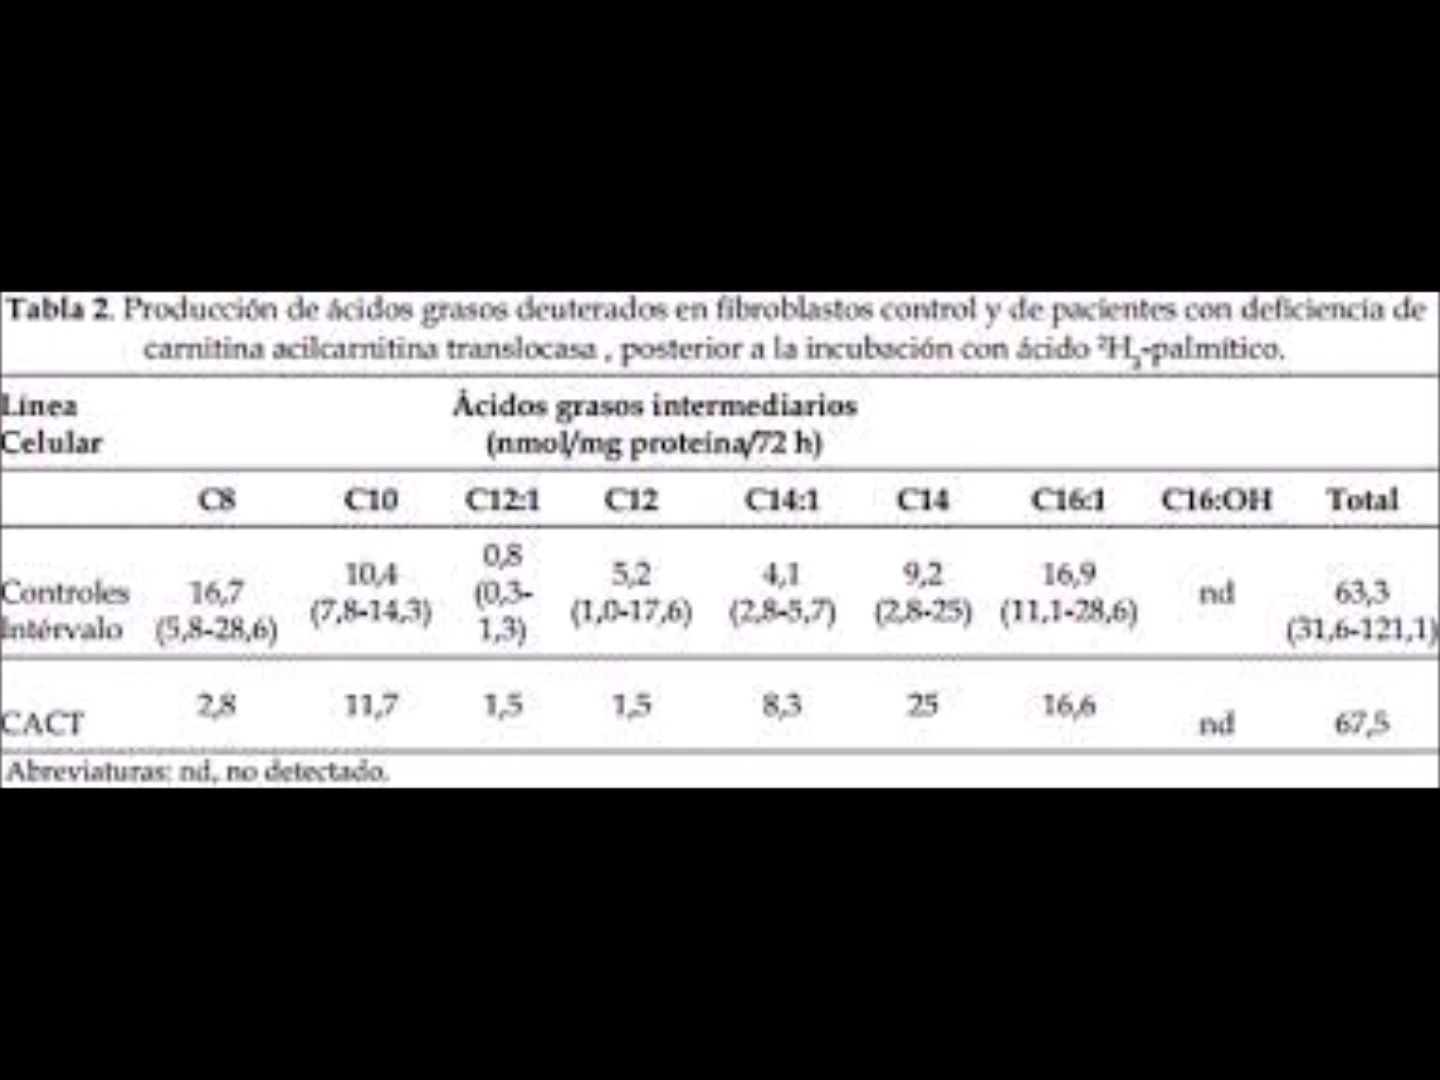 Tabla 2. Producción de ácidos grasos deuterados en fibroblastos control y de pacientes con deficiencia de
carnitina acilcarnitina translocasa , posterior a la incubación con ácido ²H₃-palmítico.
Línea Celular
Ácidos grasos intermediarios
(nmol/mg proteína/72 h)
C8 C10 C12:1 C12 C14:1 C14 C16:1 C16:OH Total
Controles Intérvalo
16,7 (5,8-28,6)
10,4 (7,8-14,3)
0,8 (0,3-1,3)
5,2 (1,0-17,6)
4,1 (2,8-5,7)
9,2 (2,8-25)
16,9 (11,1-28,6)
nd
63,3 (31,6-121,1)
CACT 2,8 11,7 1,5 1,5 8,3 25 16,6 nd 67,5
Abreviaturas: nd, no detectado.